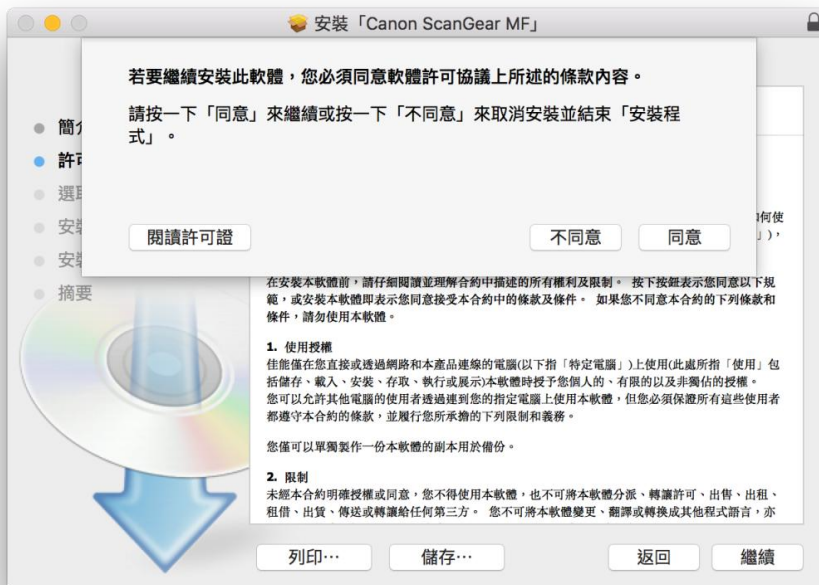 安裝「Canon ScanGear MF」
若要繼續安裝此軟體，您必須同意軟體許可協議上所述的條款內容。
請按一下「同意」來繼續或按一下「不同意」來取消安裝並結束「安裝程
式」。
閱讀許可證
不同意
同意
簡介
許可
選取
安裝
安裝
摘要
如何使
」)，
在安裝本軟體前，請仔細閱讀並理解合約中描述的所有權利及限制。 按下按鈕表示您同意以下規
範，或安裝本軟體即表示您同意接受本合約中的條款及條件。 如果您不同意本合約的下列條款和
條件，請勿使用本軟體。
1. 使用授權
佳能僅在您直接或透過網路和本產品連線的電腦(以下指「特定電腦」)上使用(此處所指「使用」包
括儲存、載入、安裝、存取、執行或展示)本軟體時授予您個人的、有限的以及非獨佔的授權。
您可以允許其他電腦的使用者透過連到您的指定電腦上使用本軟體，但您必須保證所有這些使用者
都遵守本合約的條款，並履行您所承擔的下列限制和義務。
您僅可以單獨製作一份本軟體的副本用於備份。
2. 限制
未經本合約明確授權或同意，您不得使用本軟體，也不可將本軟體分派、轉讓許可、出售、出租、
租借、出賃、傳送或轉讓給任何第三方。 您不可將本軟體變更、翻譯或轉換成其他程式語言，亦
列印…
儲存…
返回
繼續